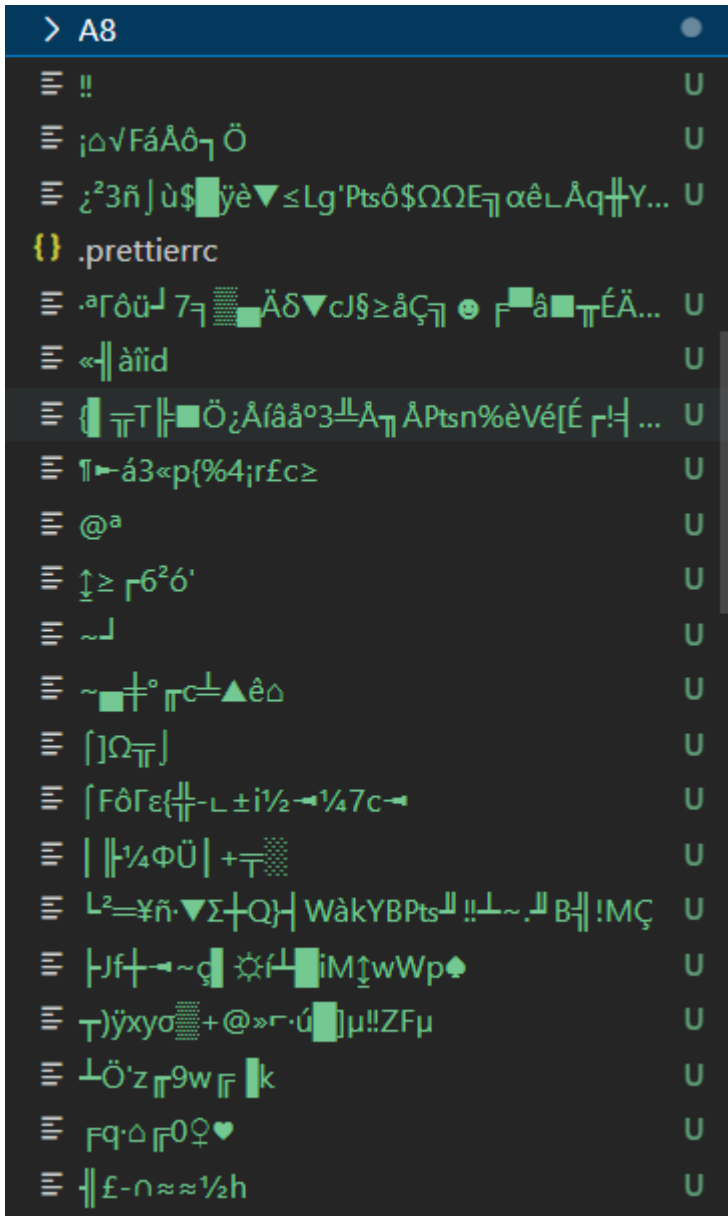 A8
‼ U
¡⌂√FáÅô┐Ö U
¿²3ñ⌡ù$█ÿè▼≤Lg'Ptsô$ΩΩE╗αê∟Åq╫Y... U
{} .prettierrc
·ªΓôü┘7╕▒▄Äδ▼cJ§≥åÇ╗☻╒▀â■╥ÉÄ... U
«╢àîïd U
{▌╦T╠■Ö¿ÅíâåºЗ╩Å╖ÅPtsn%èVé[É┌!╡... U
¶►á3«p{%4¡r£c≥ U
@ª U
↨≥┌6²ó' U
~┘ U
~▄╪°╓c╧▲ê⌂ U
⌠]Ω╦⌡ U
⌠FôΓε{╬-∟±i½◄¼7c◄ U
│╟¼ΦÜ│+╤░ U
└²═¥ñ·▼Σ┼Q}┤WàkYBPts╜‼┴~.╜B╣!MÇ U
├Jf┼◄~ç▌☼í┴█iM↨wWp♠ U
┬)ÿxyσ▒+@»⌐·ú█]µ‼ZFµ U
┴Ö'z╓9w╔▐k U
╒q·⌂╔0♀♥ U
╢£-∩≈≈½h U